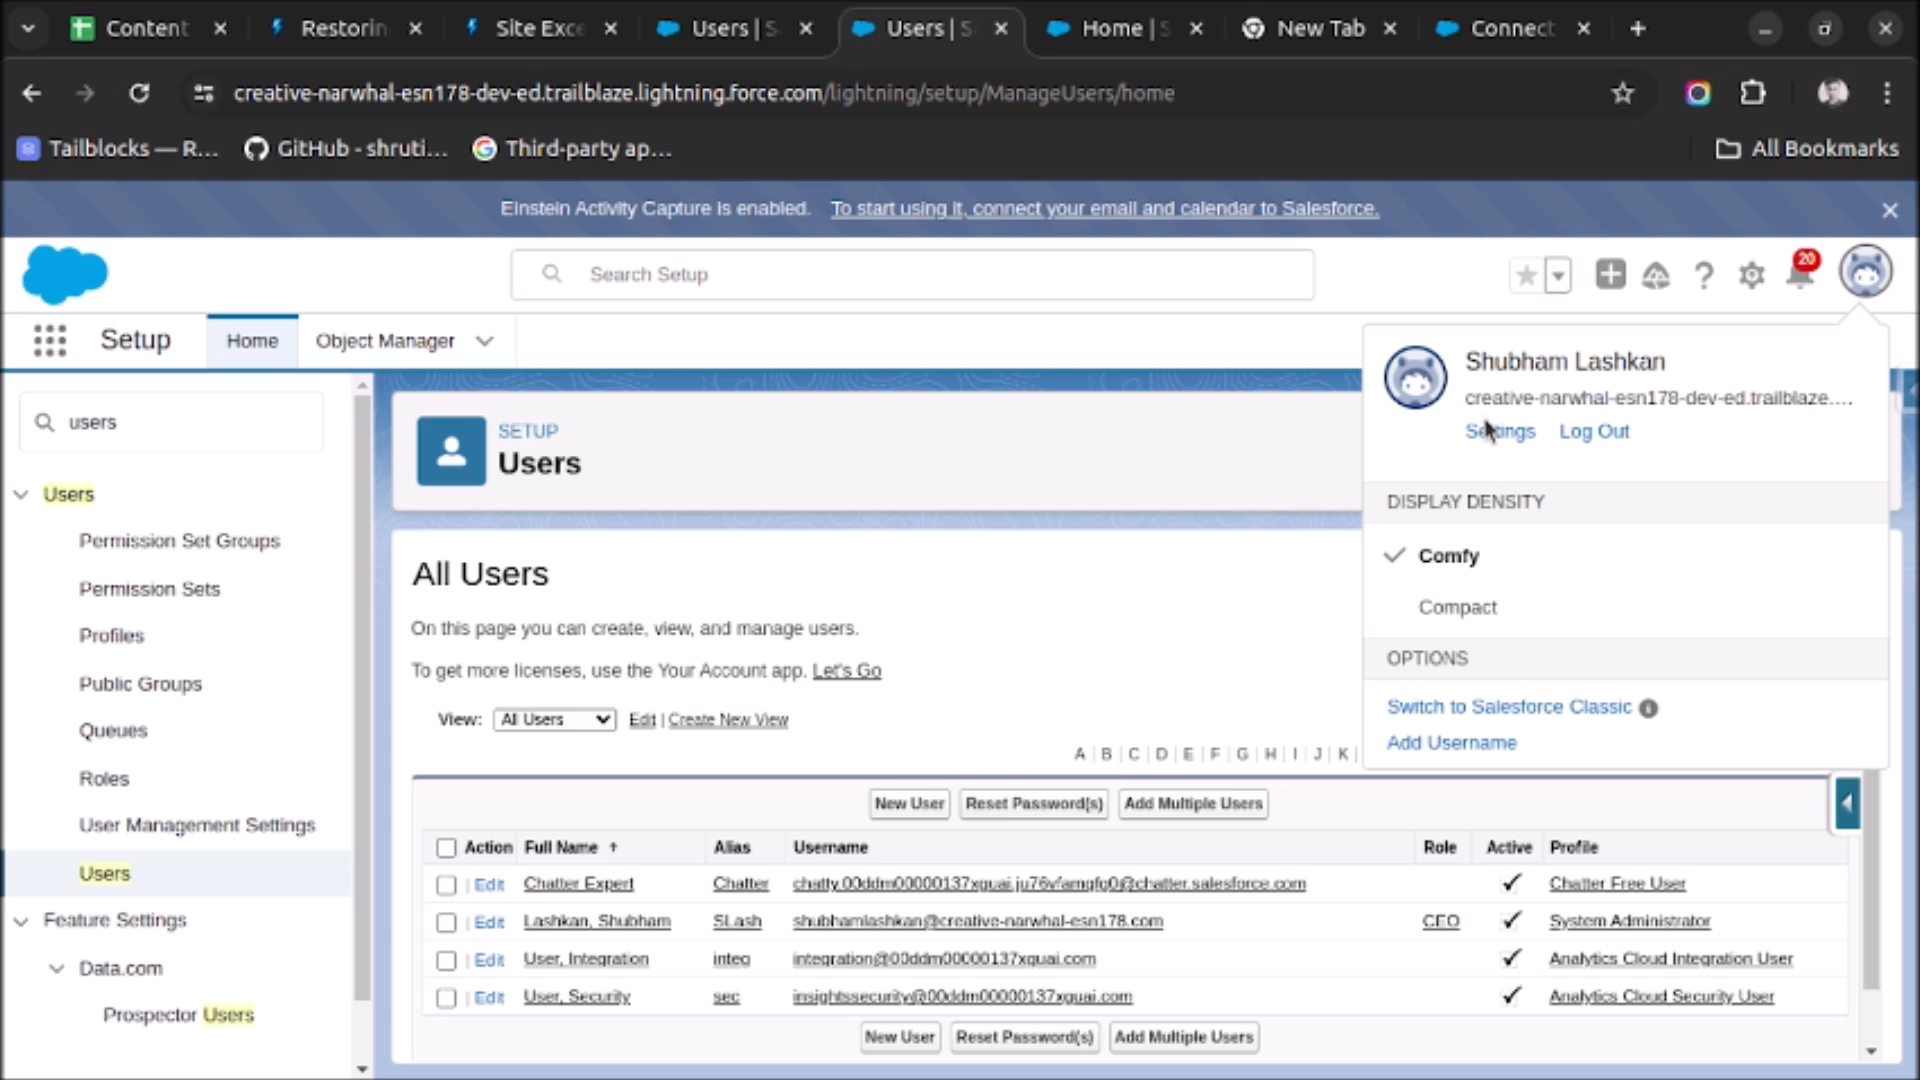 Content
Restorin
Site Exce
Users | S
Users | S
Home | S
New Tab
Connect
creative-narwhal-esn178-dev-ed.trailblaze.lightning.force.com/lightning/setup/ManageUsers/home
Tailblocks — R...
GitHub - shruti...
Third-party ap...
All Bookmarks
Einstein Activity Capture is enabled. To start using it, connect your email and calendar to Salesforce.
Search Setup
20
Setup
Home
Object Manager
Shubham Lashkan
creative-narwhal-esn178-dev-ed.trailblaze....
Settings Log Out
DISPLAY DENSITY
Comfy
Compact
OPTIONS
Switch to Salesforce Classic
Add Username
users
Users
Permission Set Groups
Permission Sets
Profiles
Public Groups
Queues
Roles
User Management Settings
Users
Feature Settings
Data.com
Prospector Users
SETUP
Users
All Users
On this page you can create, view, and manage users.
To get more licenses, use the Your Account app. Let's Go
View: All Users Edit | Create New View
A | B | C | D | E | F | G | H | I | J | K |
New User Reset Password(s) Add Multiple Users
Action Full Name Alias Username Role Active Profile
Edit Chatter Expert Chatter Chatter Free User
Edit Lashkan, Shubham SLash shubhamlashkan@creative-narwhal-esn178.com CEO System Administrator
Edit User, Integration integ integration@00ddm00000137xguai.com Analytics Cloud Integration User
Edit User, Security sec insightssecurity@00ddm00000137xguai.com Analytics Cloud Security User
New User Reset Password(s) Add Multiple Users